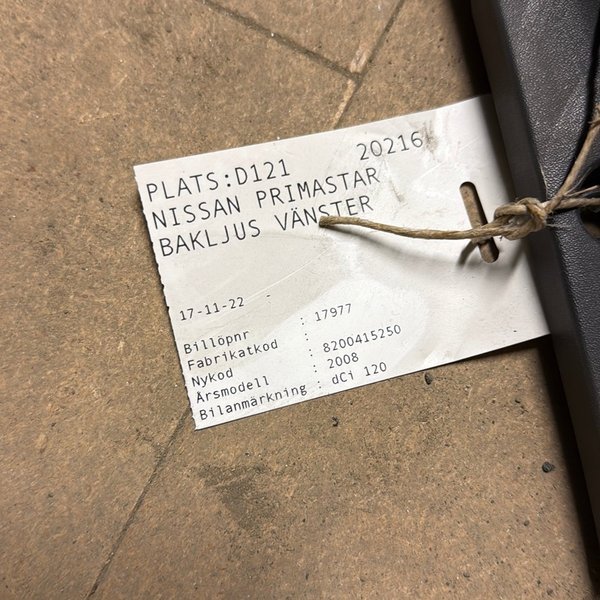 PLATS:D121 20216
NISSAN PRIMASTAR
BAKLJUS VÄNSTER
17-11-22
Billöpnr : 17977
Fabrikatkod :
Nykod : 8200415250
Årsmodell : 2008
Bilanmärkning : dCi 120